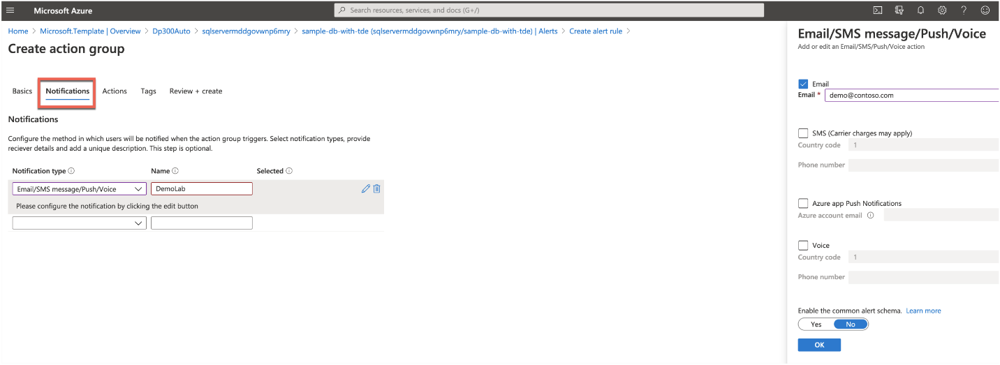 Microsoft Azure
Search resources, services, and docs (G+/)
Home > Microsoft.Template | Overview > Dp300Auto > sqlservermddgovwnp6mry > sample-db-with-tde (sqlservermddgovwnp6mry/sample-db-with-tde) | Alerts > Create alert rule >
Create action group
Basics Notifications Actions Tags Review + create
Notifications
Configure the method in which users will be notified when the action group triggers. Select notification types, provide
reciever details and add a unique description. This step is optional.
Notification type Name Selected
Email/SMS message/Push/Voice DemoLab
Please configure the notification by clicking the edit button
Email/SMS message/Push/Voice
Add or edit an Email/SMS/Push/Voice action
Email
Email * demo@contoso.com
SMS (Carrier charges may apply)
Country code 1
Phone number
Azure app Push Notifications
Azure account email
Voice
Country code 1
Phone number
Enable the common alert schema. Learn more
Yes No
OK